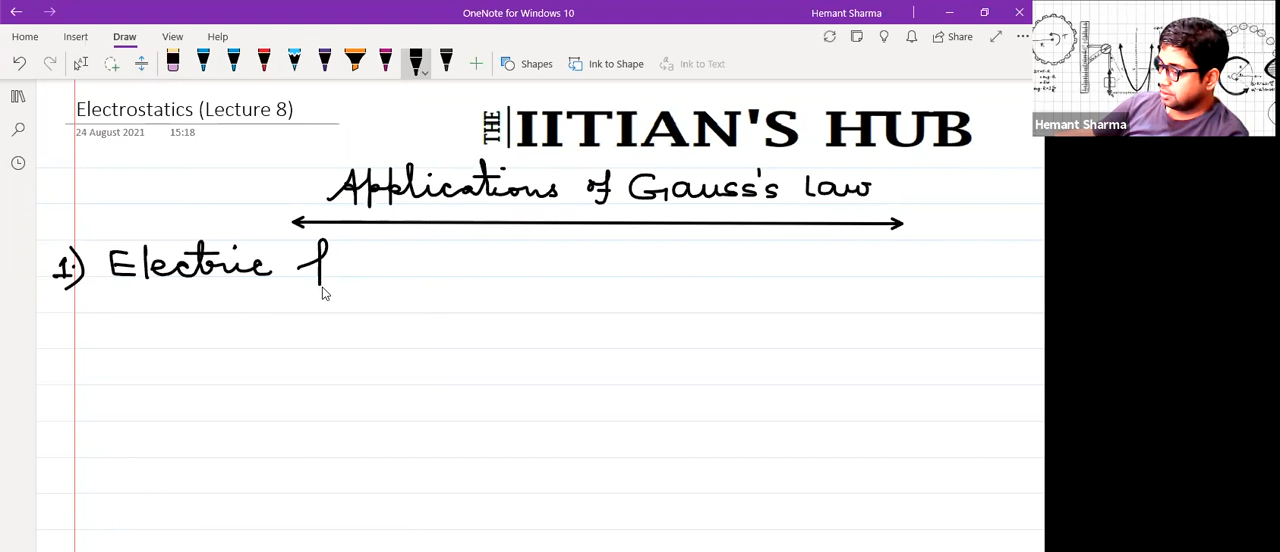 OneNote for Windows 10
Hemant Sharma
Home Insert Draw View Help
Share
Shapes
Ink to Shape
Ink to Text
Hemant Sharma
Electrostatics (Lecture 8)
24 August 2021 15:18
THE IITIAN'S HUB
Applications of Gauss's Law
1.) Electric f